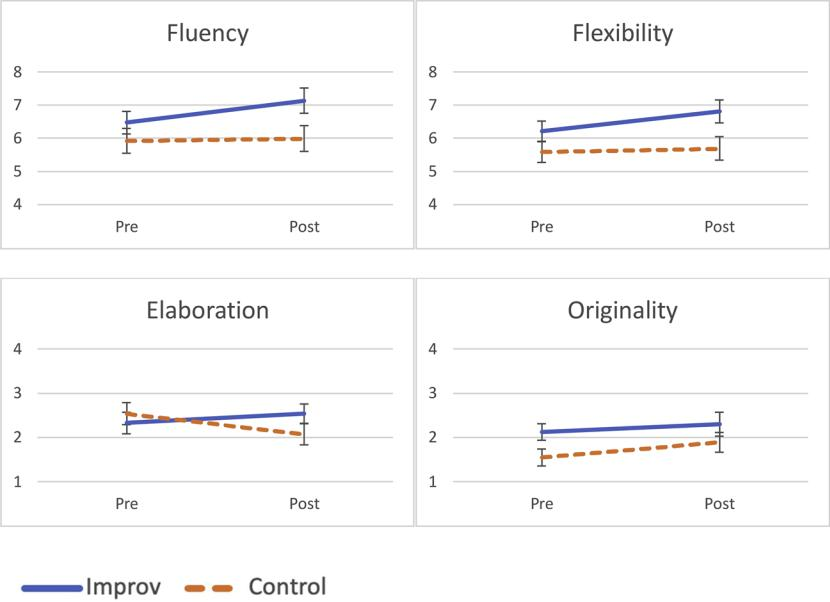 Fluency
8
7
6
5
4
Pre Post
Flexibility
8
7
6
5
4
Pre Post
Elaboration
4
3
2
1
Pre Post
Originality
4
3
2
1
Pre Post
Improv Control